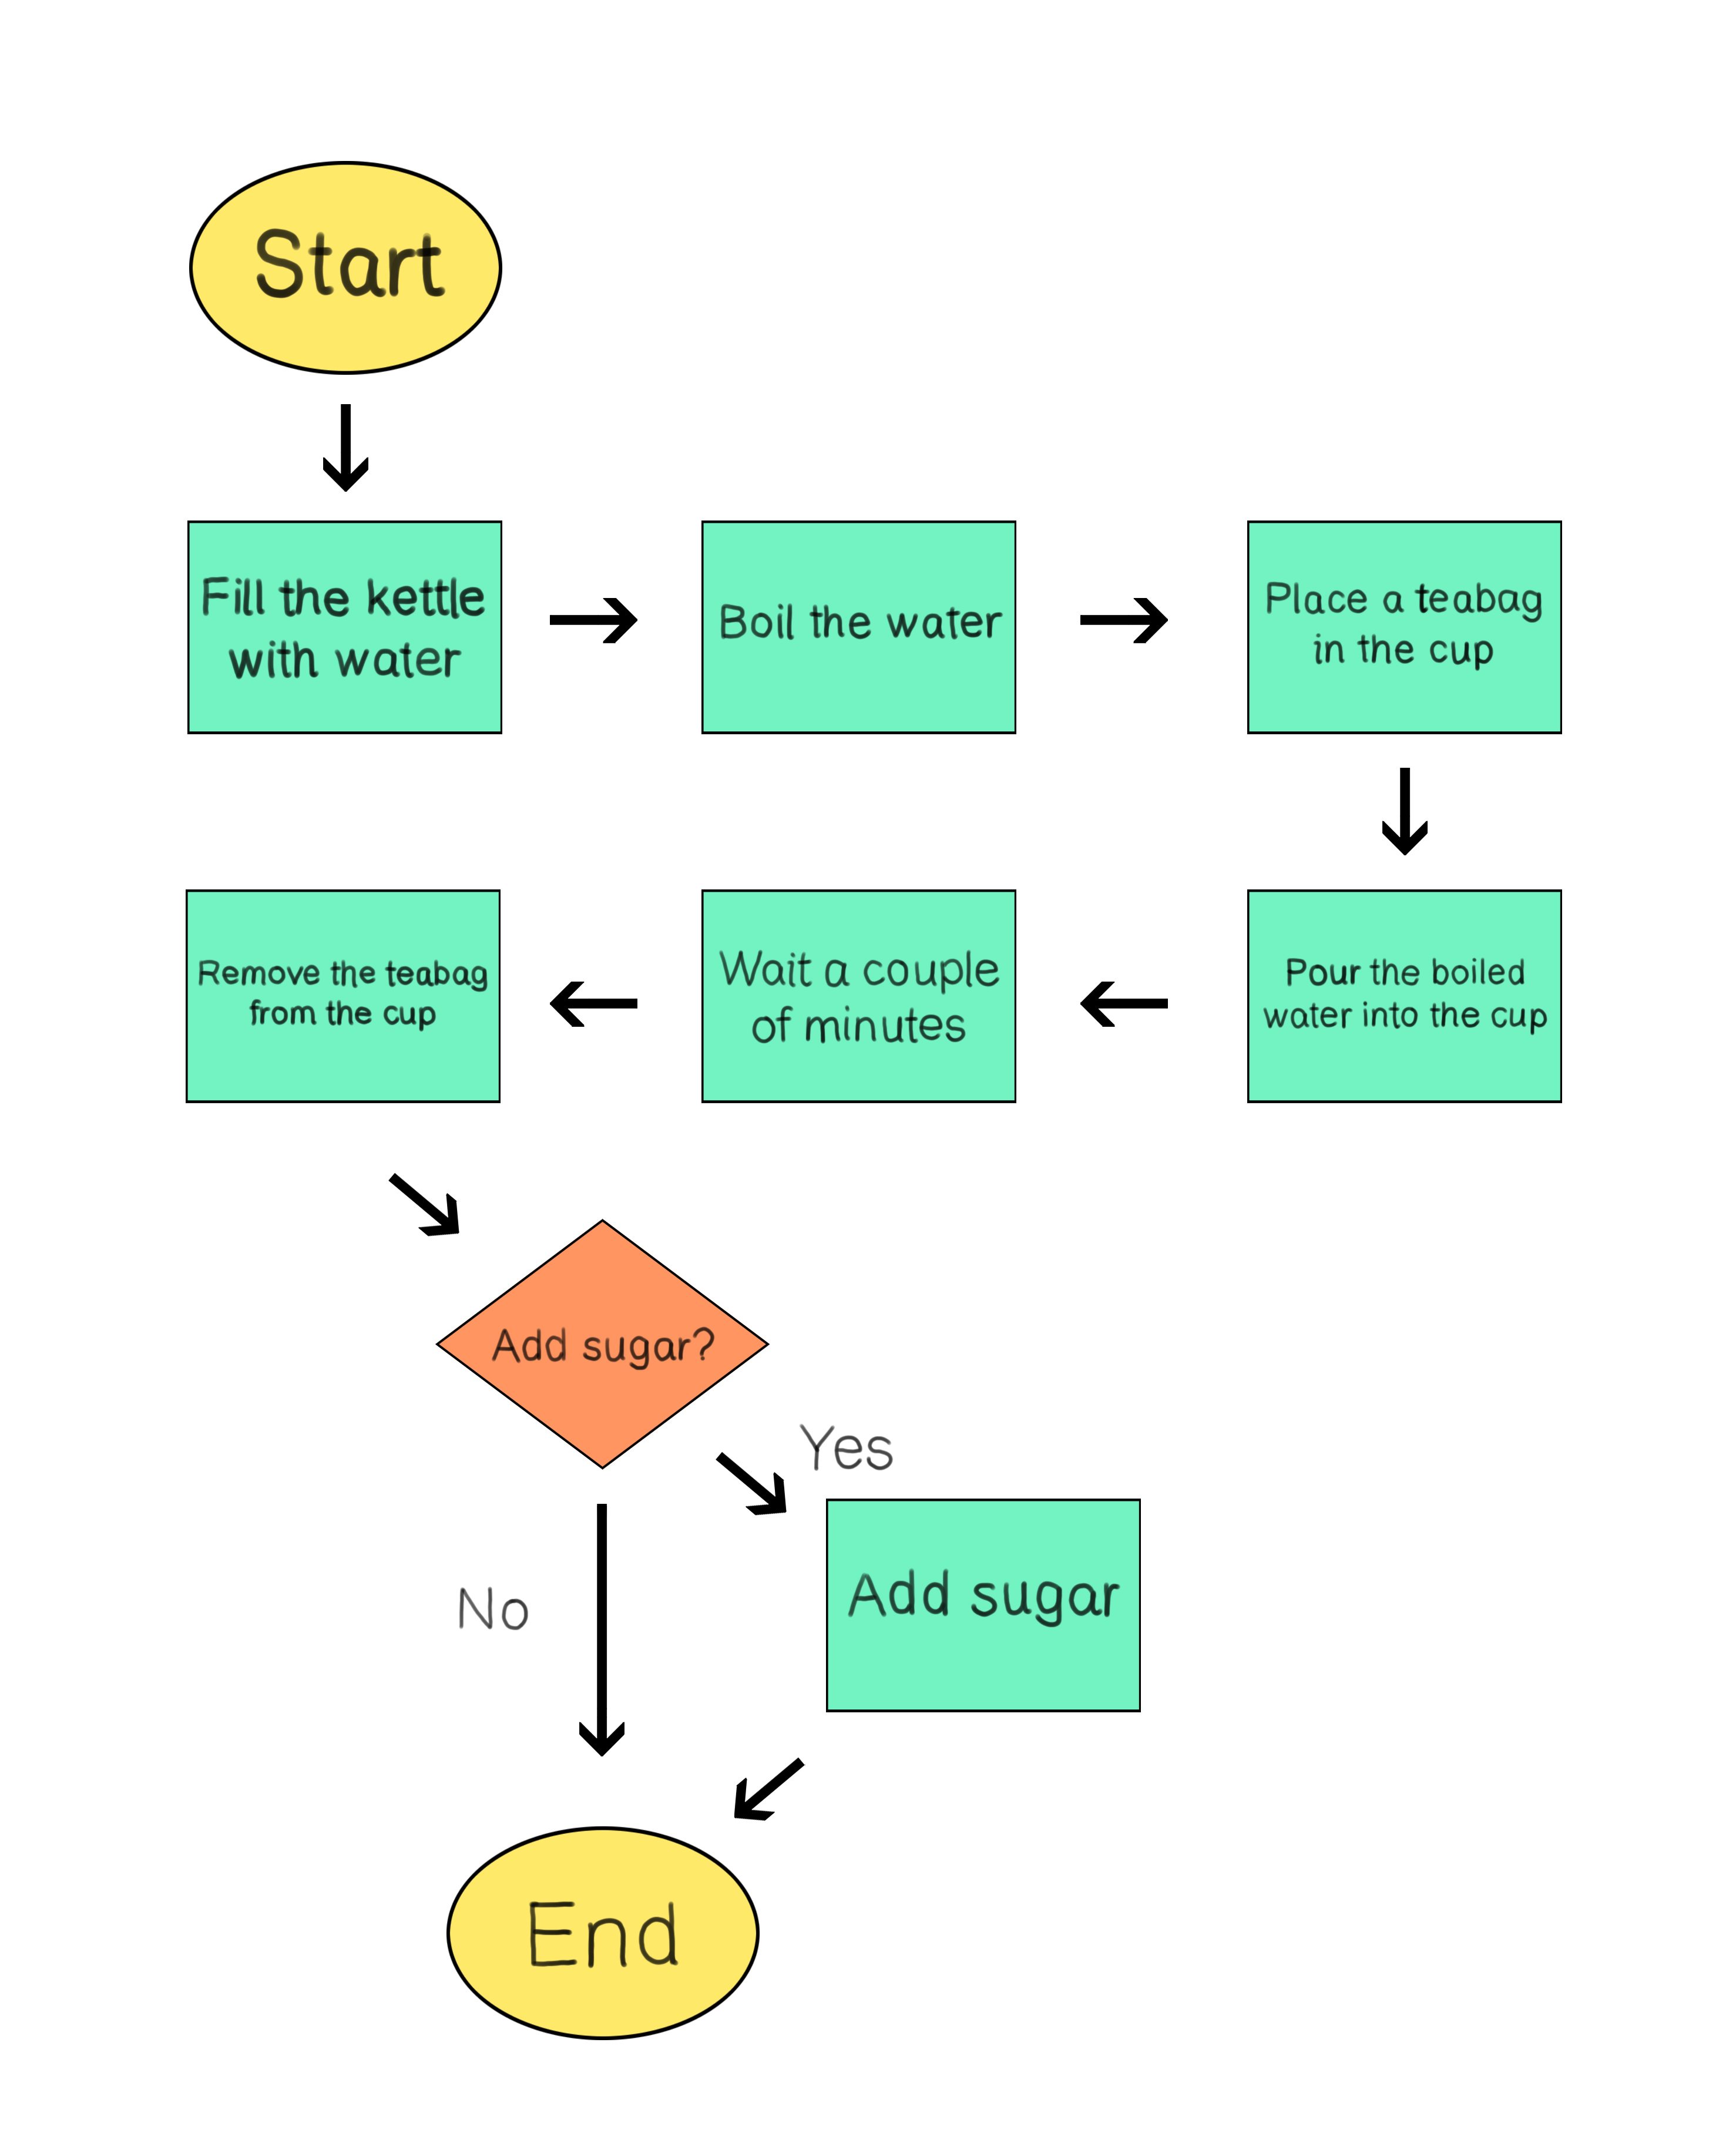 Start
Fill the kettle
with water
Boil the water
Place a teabag
in the cup
Pour the boiled
water into the cup
Wait a couple
of minutes
Remove the teabag
from the cup
Add sugar?
Yes
Add sugar
No
End